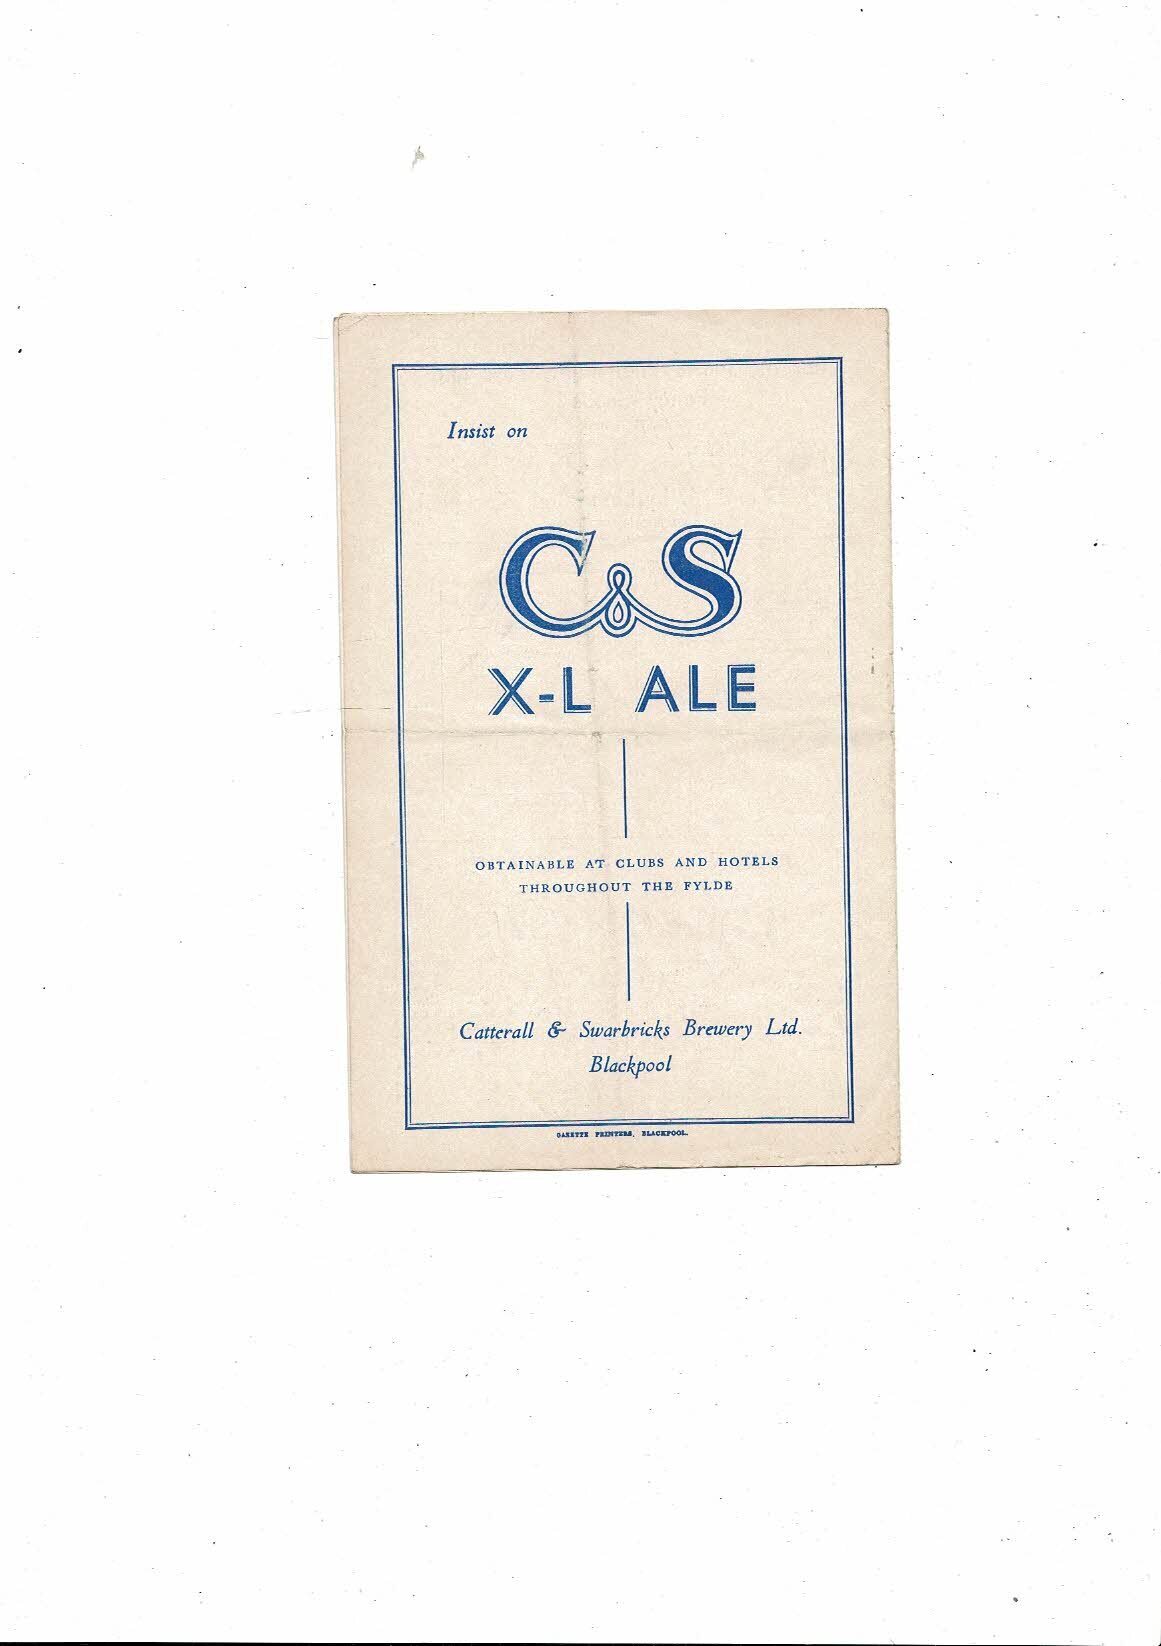 Insist on
C&S
X-L ALE
OBTAINABLE AT CLUBS AND HOTELS
THROUGHOUT THE FYLDE
Catterall & Swarbricks Brewery Ltd.
Blackpool
GAZETTE PRINTERS, BLACKPOOL.